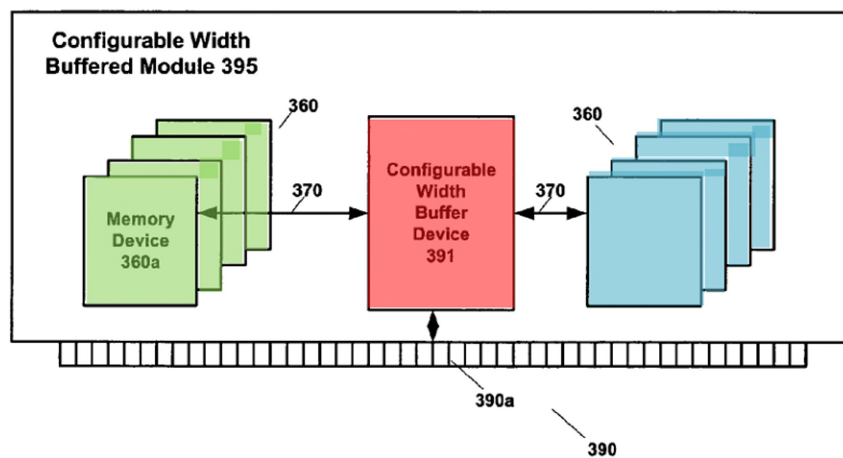 Configurable Width
Buffered Module 395
360
360
370
370
Memory
Device
360a
Configurable
Width
Buffer
Device
391
390a
390